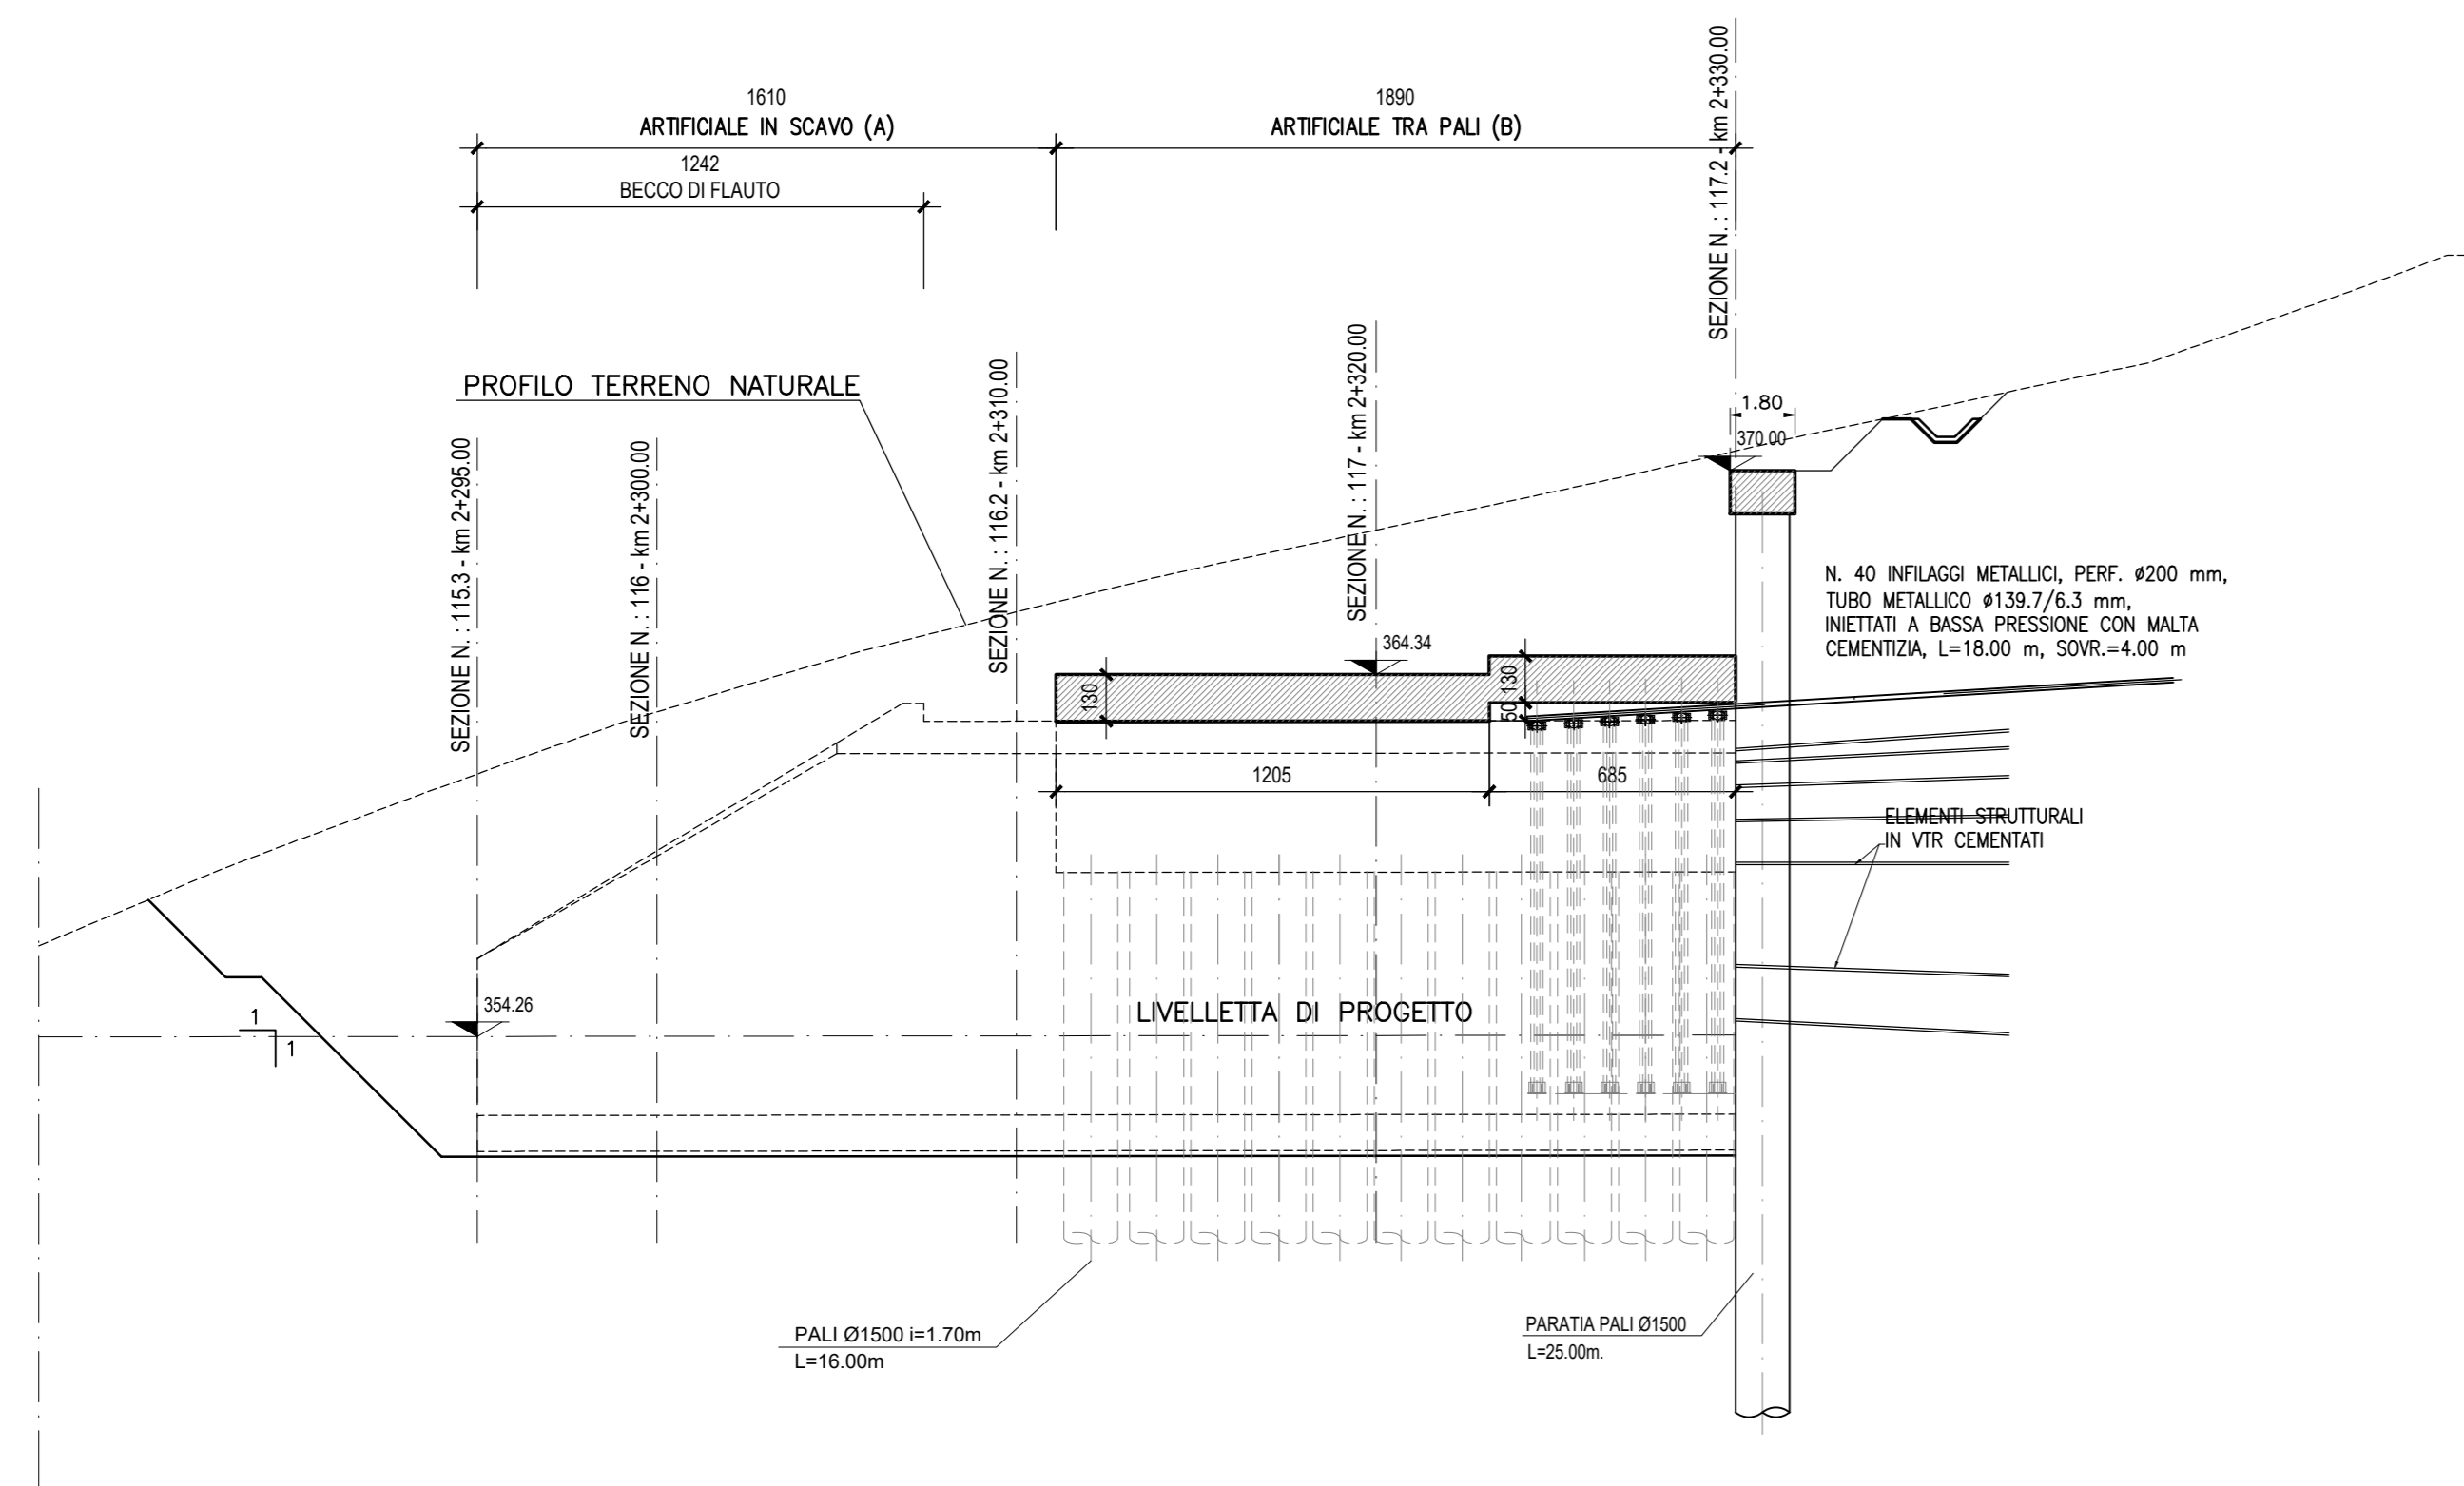 1610
ARTIFICIALE IN SCAVO (A)
1242
BECCO DI FLAUTO
1890
ARTIFICIALE TRA PALI (B)
SEZIONE N. : 117.2 - km 2+330.00
PROFILO TERRENO NATURALE
SEZIONE N. : 115.3 - km 2+295.00
SEZIONE N. : 116 - km 2+300.00
SEZIONE N. : 116.2 - km 2+310.00
SEZIONE N. : 117 - km 2+320.00
1.80
370.00
N. 40 INFILAGGI METALLICI, PERF. Ø200 mm,
TUBO METALLICO Ø139.7/6.3 mm,
INIETTATI A BASSA PRESSIONE CON MALTA
CEMENTIZIA, L=18.00 m, SOVR.=4.00 m
364.34
130
130
50
1205
685
ELEMENTI STRUTTURALI
IN VTR CEMENTATI
354.26
LIVELLETTA DI PROGETTO
1
1
PALI Ø1500 i=1.70m
L=16.00m
PARATIA PALI Ø1500
L=25.00m.